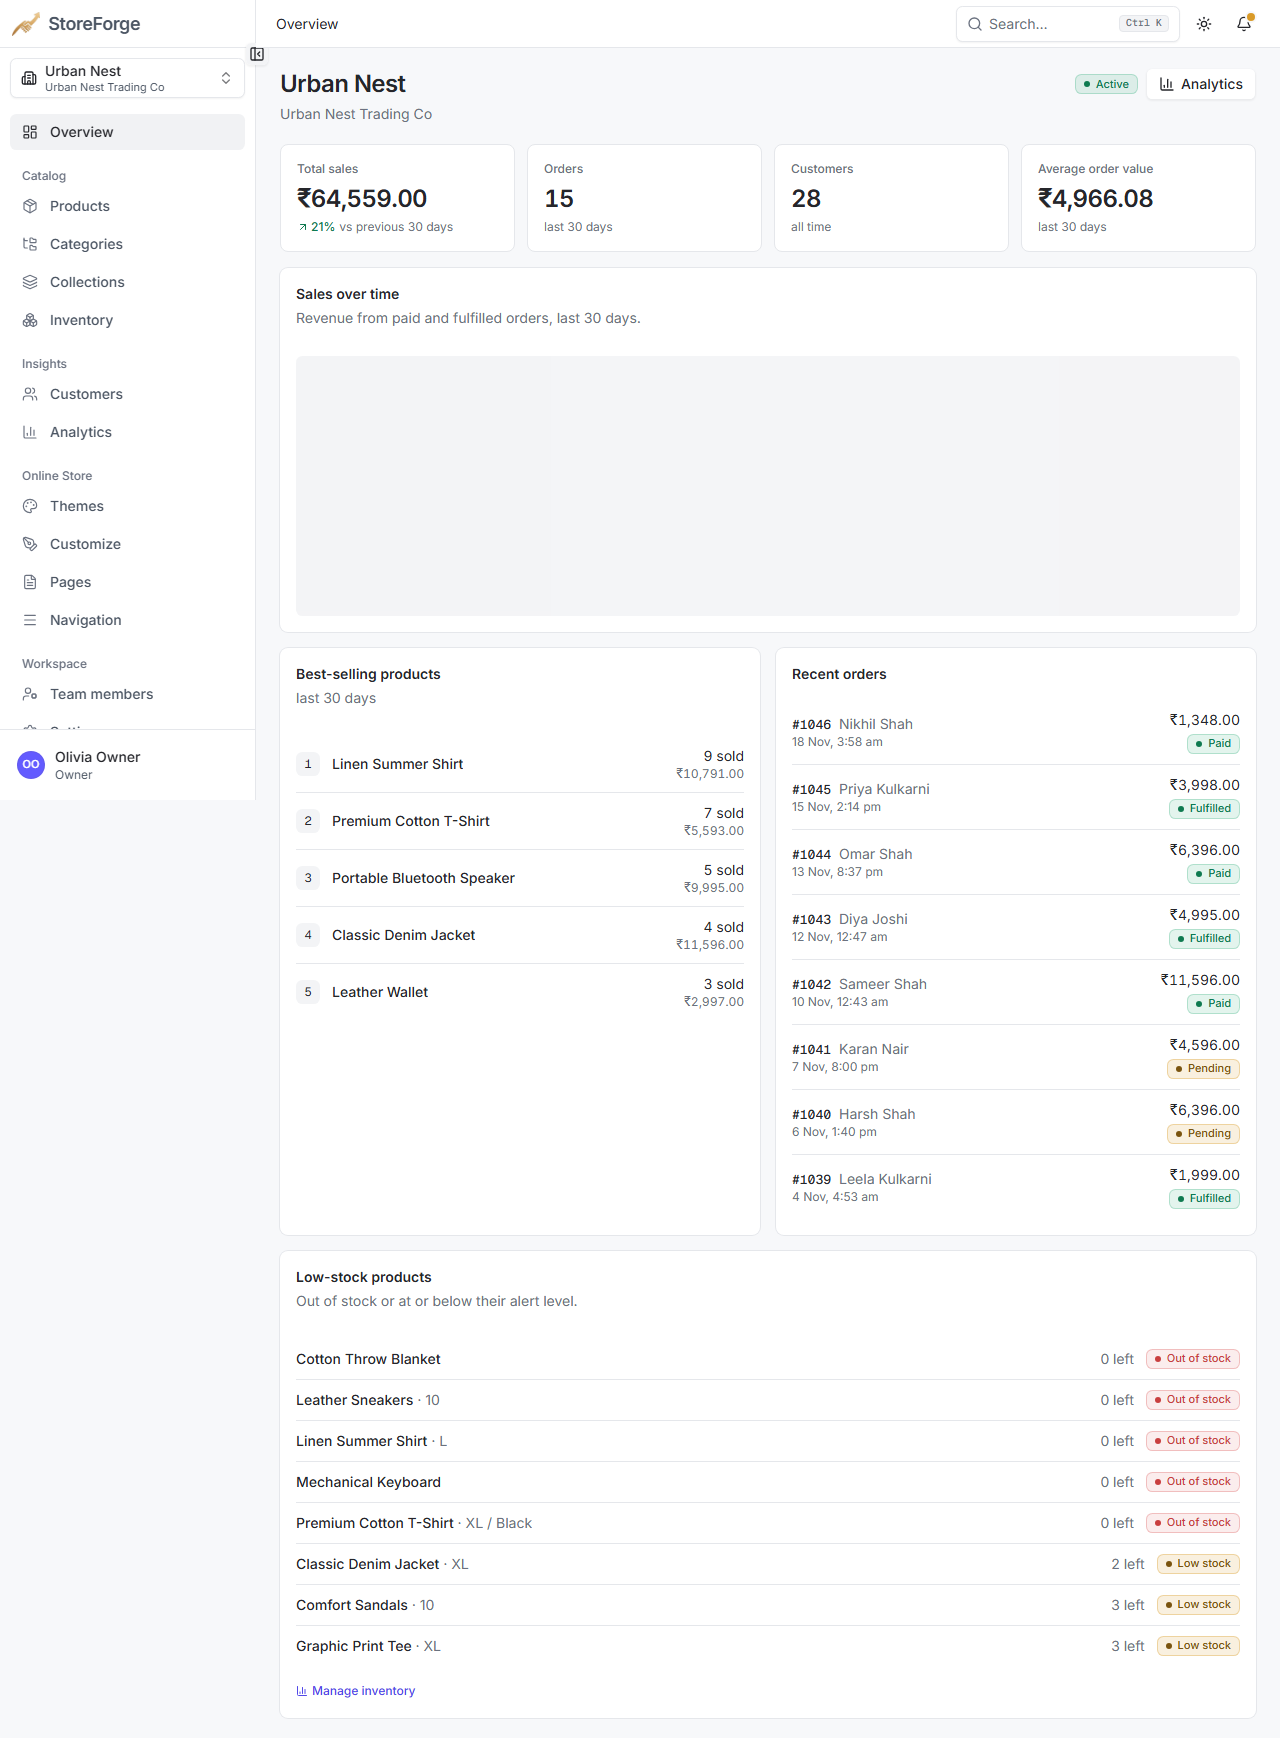 StoreForge
Overview
Search...
Ctrl K
Urban Nest
Urban Nest Trading Co
Overview
Catalog
Products
Categories
Collections
Inventory
Insights
Customers
Analytics
Online Store
Themes
Customize
Pages
Navigation
Workspace
Team members
OO
Olivia Owner
Owner
Urban Nest
Urban Nest Trading Co
Active
Analytics
Total sales
₹64,559.00
21% vs previous 30 days
Orders
15
last 30 days
Customers
28
all time
Average order value
₹4,966.08
last 30 days
Sales over time
Revenue from paid and fulfilled orders, last 30 days.
Best-selling products
last 30 days
1 Linen Summer Shirt 9 sold
₹10,791.00
2 Premium Cotton T-Shirt 7 sold
₹5,593.00
3 Portable Bluetooth Speaker 5 sold
₹9,995.00
4 Classic Denim Jacket 4 sold
₹11,596.00
5 Leather Wallet 3 sold
₹2,997.00
Recent orders
#1046 Nikhil Shah ₹1,348.00
18 Nov, 3:58 am Paid
#1045 Priya Kulkarni ₹3,998.00
15 Nov, 2:14 pm Fulfilled
#1044 Omar Shah ₹6,396.00
13 Nov, 8:37 pm Paid
#1043 Diya Joshi ₹4,995.00
12 Nov, 12:47 am Fulfilled
#1042 Sameer Shah ₹11,596.00
10 Nov, 12:43 am Paid
#1041 Karan Nair ₹4,596.00
7 Nov, 8:00 pm Pending
#1040 Harsh Shah ₹6,396.00
6 Nov, 1:40 pm Pending
#1039 Leela Kulkarni ₹1,999.00
4 Nov, 4:53 am Fulfilled
Low-stock products
Out of stock or at or below their alert level.
Cotton Throw Blanket 0 left Out of stock
Leather Sneakers · 10 0 left Out of stock
Linen Summer Shirt · L 0 left Out of stock
Mechanical Keyboard 0 left Out of stock
Premium Cotton T-Shirt · XL / Black 0 left Out of stock
Classic Denim Jacket · XL 2 left Low stock
Comfort Sandals · 10 3 left Low stock
Graphic Print Tee · XL 3 left Low stock
Manage inventory